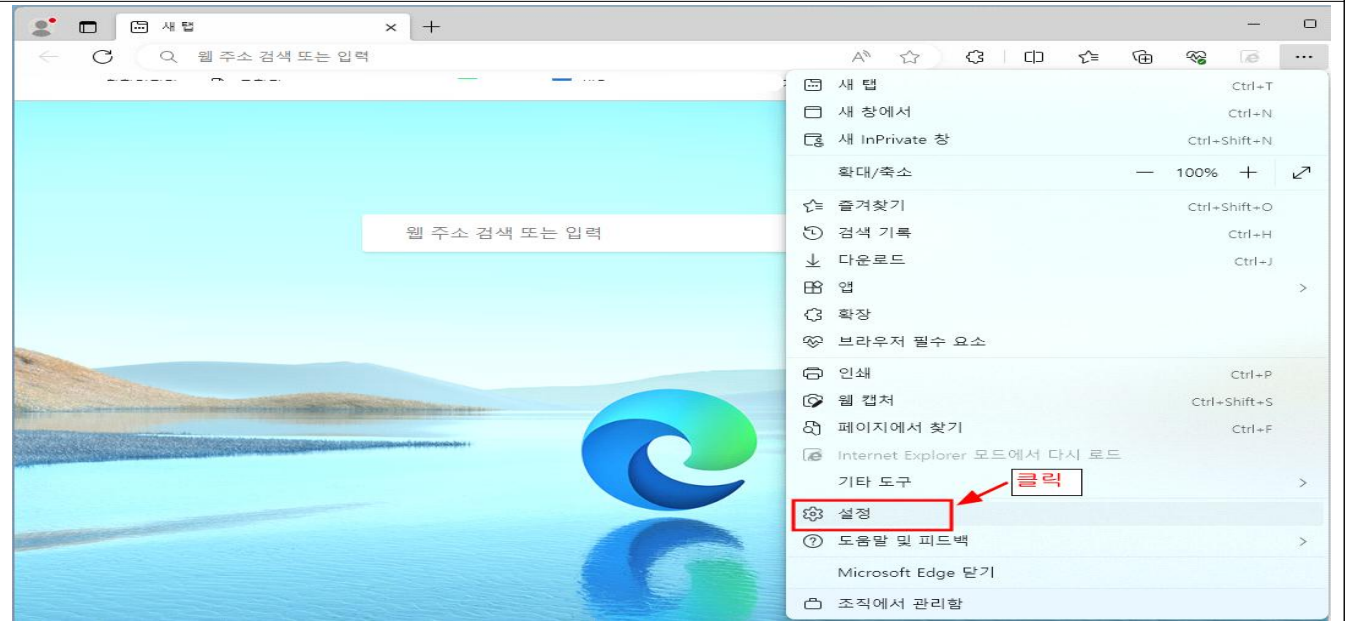 새 탭
웹 주소 검색 또는 입력
새 탭 Ctrl+T
새 창에서 Ctrl+N
새 InPrivate 창 Ctrl+Shift+N
확대/축소 100%
즐겨찾기 Ctrl+Shift+O
웹 주소 검색 또는 입력
검색 기록 Ctrl+H
다운로드 Ctrl+J
앱
확장
브라우저 필수 요소
인쇄 Ctrl+P
웹 캡처 Ctrl+Shift+S
페이지에서 찾기 Ctrl+F
Internet Explorer 모드에서 다시 로드
기타 도구
클릭
설정
도움말 및 피드백
Microsoft Edge 닫기
조직에서 관리함